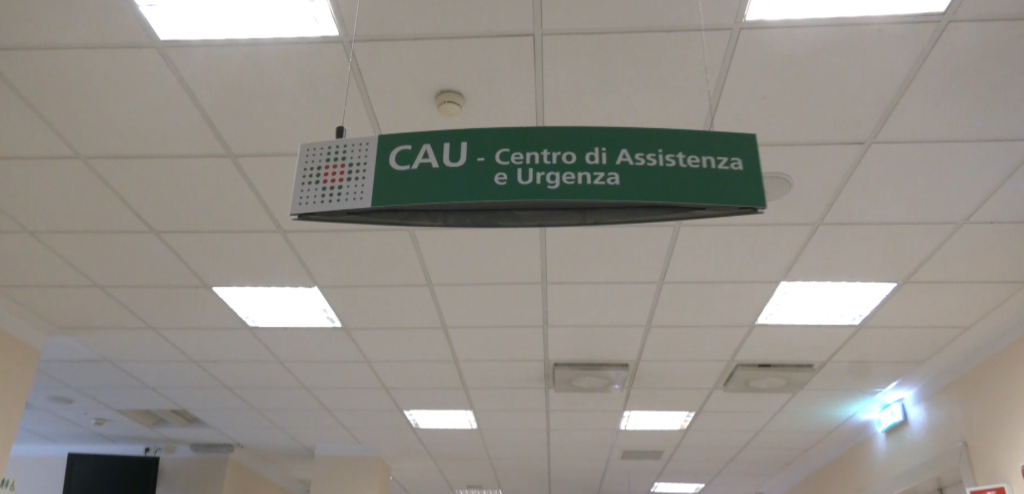 CAU - Centro di Assistenza
e Urgenza